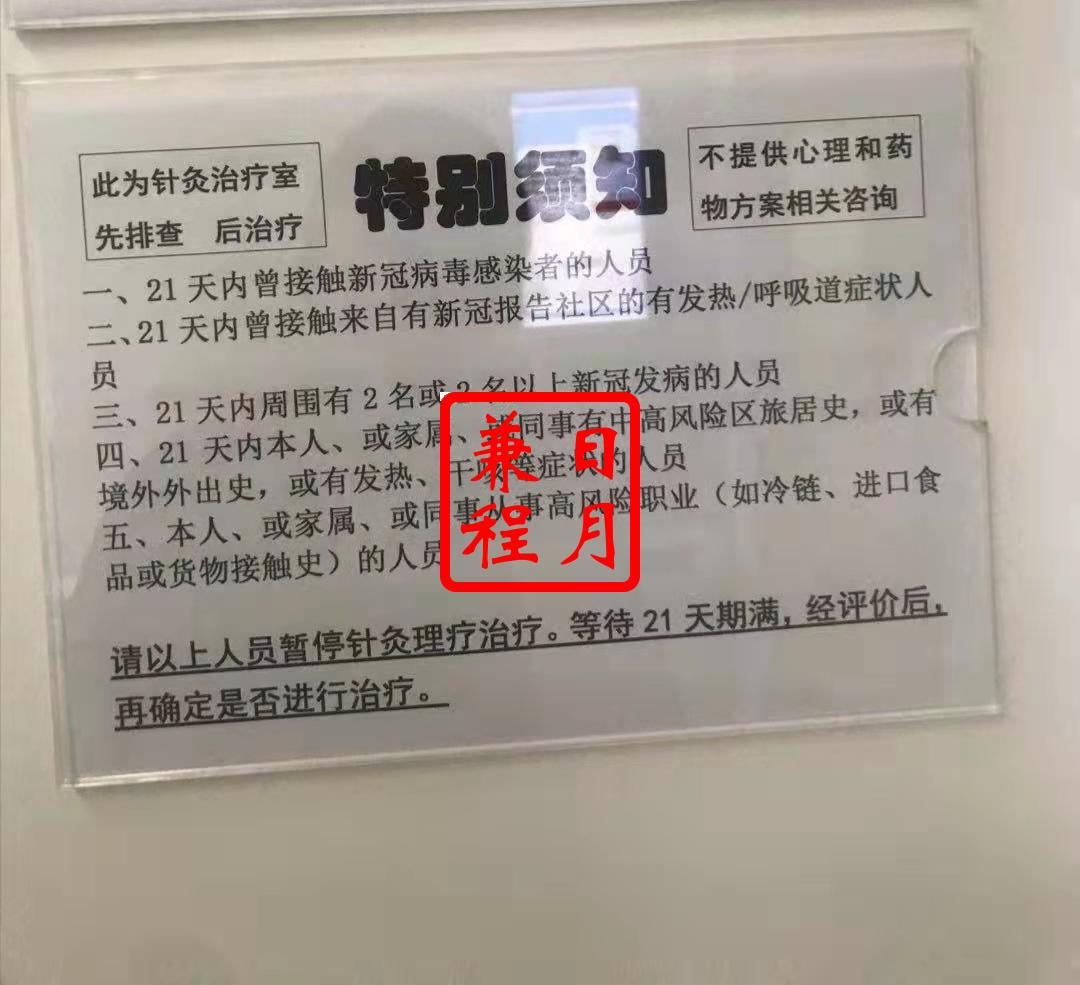 此为针灸治疗室
先排查 后治疗
特别须知
不提供心理和药
物方案相关咨询
一、21 天内曾接触新冠病毒感染者的人员
二、21 天内曾接触来自有新冠报告社区的有发热/呼吸道症状人
员
三、21 天内周围有 2 名或 2 名以上新冠发病的人员
四、21 天内本人、或家属、或同事有中高风险区旅居史，或有
境外外出史，或有发热、干咳等症状的人员
五、本人、或家属、或同事从事高风险职业（如冷链、进口食
品或货物接触史）的人员
请以上人员暂停针灸理疗治疗。等待 21 天期满，经评价后，
再确定是否进行治疗。
日月
兼程